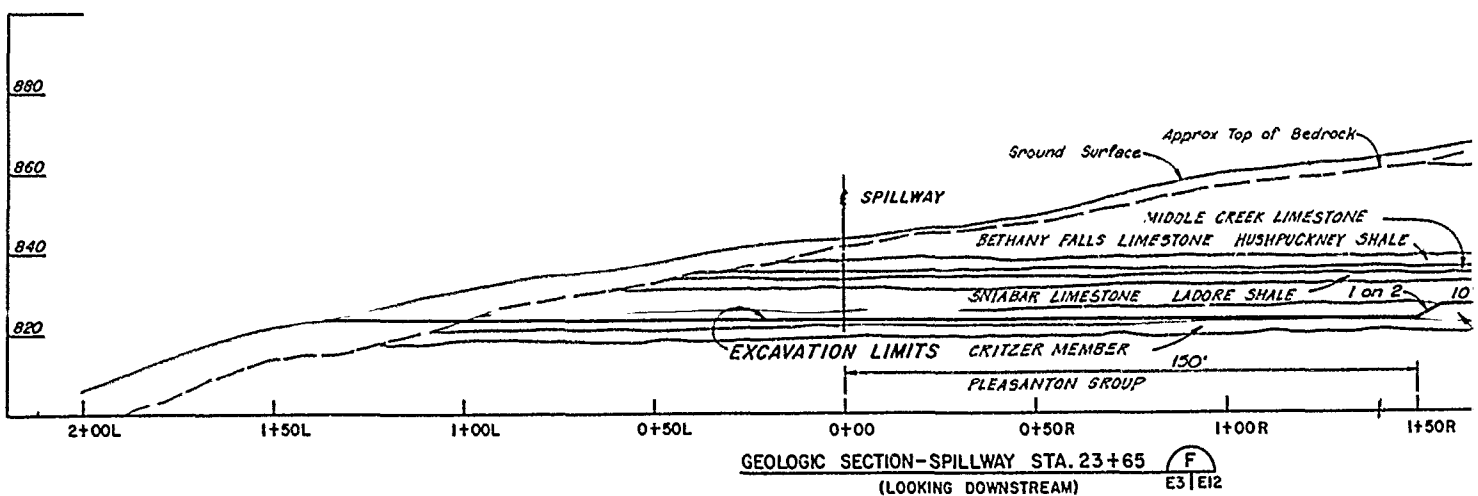 880
860
840
820
Approx Top of Bedrock
Ground Surface
℄ SPILLWAY
MIDDLE CREEK LIMESTONE
BETHANY FALLS LIMESTONE HUSHPUCKNEY SHALE
SNIABAR LIMESTONE LADORE SHALE 1 on 2 10
EXCAVATION LIMITS CRITZER MEMBER
150'
PLEASANTON GROUP
2+00L 1+50L 1+00L 0+50L 0+00 0+50R 1+00R 1+50R
GEOLOGIC SECTION-SPILLWAY STA. 23+65 F
(LOOKING DOWNSTREAM) E3 E12